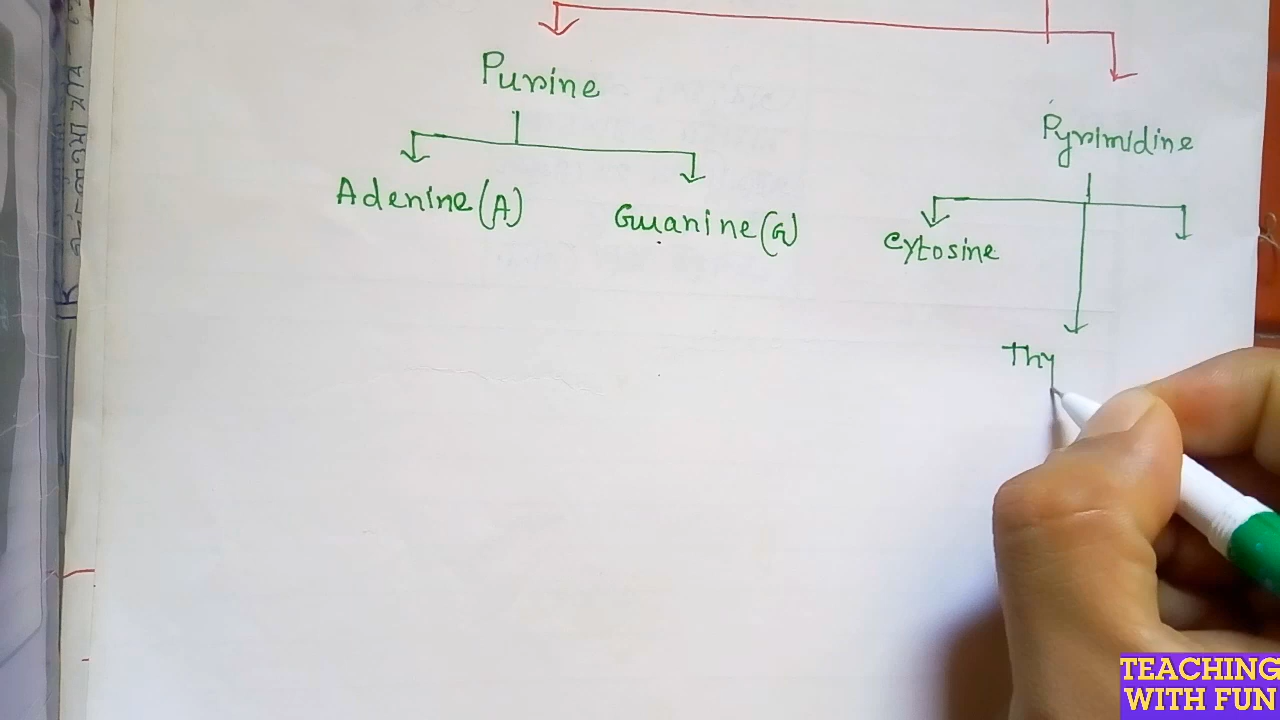 Purine
Pyrimidine
Adenine(A)
Guanine(G)
Cytosine
Thy
TEACHING
WITH FUN